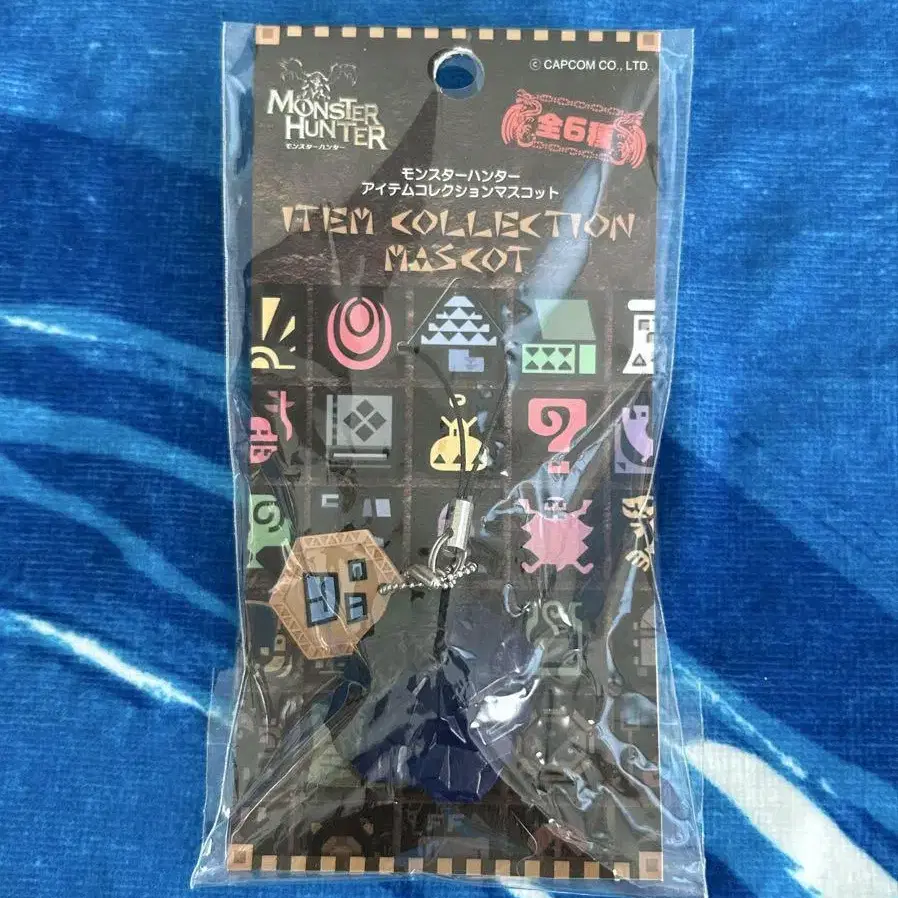 © CAPCOM CO., LTD.
MONSTER
HUNTER
モンスターハンター
全6種
モンスターハンター
アイテムコレクションマスコット
ITEM COLLECTION
MASCOT
?